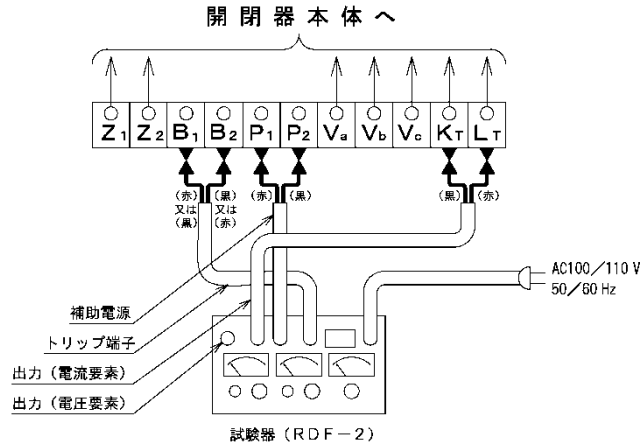 開閉器本体へ
Z1 Z2 B1 B2 P1 P2 Va Vb Vc KT LT
(赤)又は(黒) (黒)又は(赤) (赤) (黒) (黒) (赤)
AC100/110 V
50/60 Hz
補助電源
トリップ端子
出力(電流要素)
出力(電圧要素)
試験器(RDF-2)